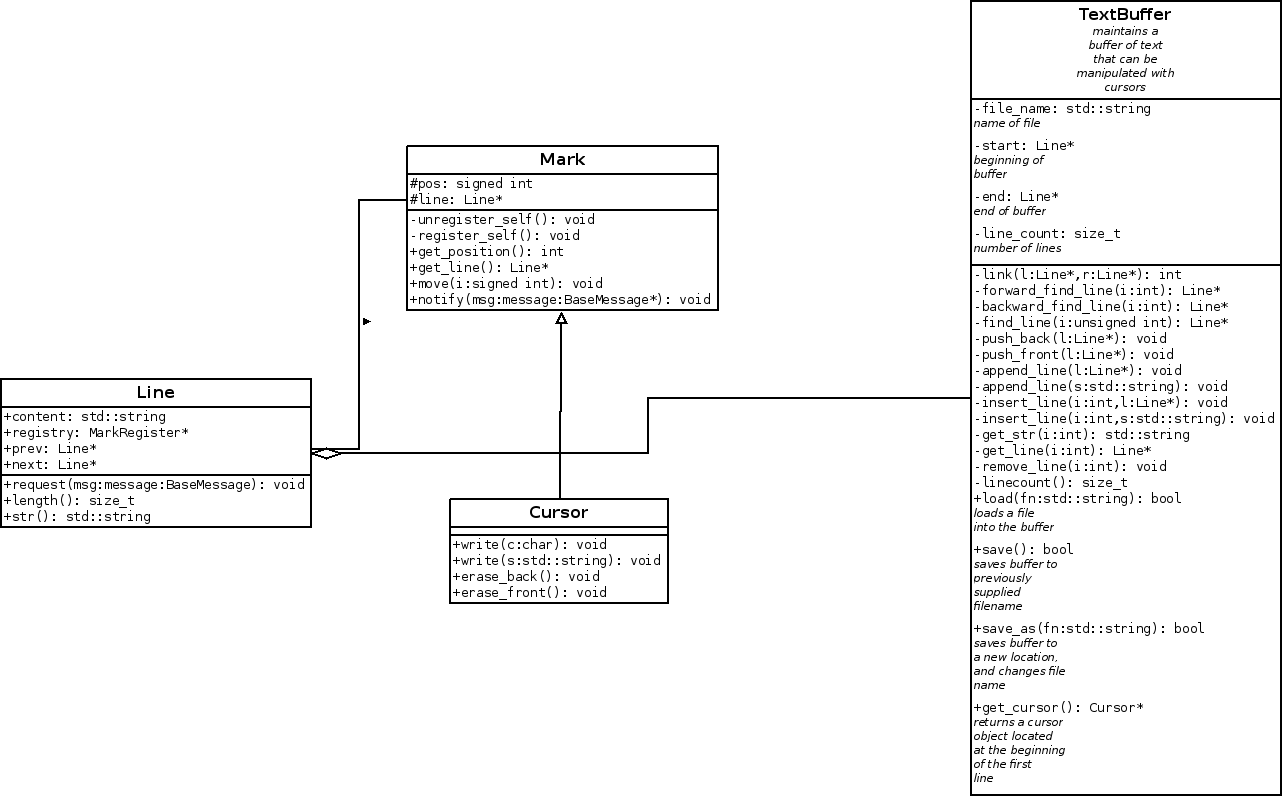 TextBuffer
maintains a
buffer of text
that can be
manipulated with
cursors
-file_name: std::string
name of file
-start: Line*
beginning of
buffer
-end: Line*
end of buffer
-line_count: size_t
number of lines
-link(l:Line*,r:Line*): int
-forward_find_line(i:int): Line*
-backward_find_line(i:int): Line*
-find_line(i:unsigned int): Line*
-push_back(l:Line*): void
-push_front(l:Line*): void
-append_line(l:Line*): void
-append_line(s:std::string): void
-insert_line(i:int,l:Line*): void
-insert_line(i:int,s:std::string): void
-get_str(i:int): std::string
-get_line(i:int): Line*
-remove_line(i:int): void
-linecount(): size_t
+load(fn:std::string): bool
loads a file
into the buffer
+save(): bool
saves buffer to
previously
supplied
filename
+save_as(fn:std::string): bool
saves buffer to
a new location,
and changes file
name
+get_cursor(): Cursor*
returns a cursor
object located
at the beginning
of the first
line
Mark
#pos: signed int
#line: Line*
-unregister_self(): void
-register_self(): void
+get_position(): int
+get_line(): Line*
+move(i:signed int): void
+notify(msg:message:BaseMessage*): void
Line
+content: std::string
+registry: MarkRegister*
+prev: Line*
+next: Line*
+request(msg:message:BaseMessage): void
+length(): size_t
+str(): std::string
Cursor
+write(c:char): void
+write(s:std::string): void
+erase_back(): void
+erase_front(): void